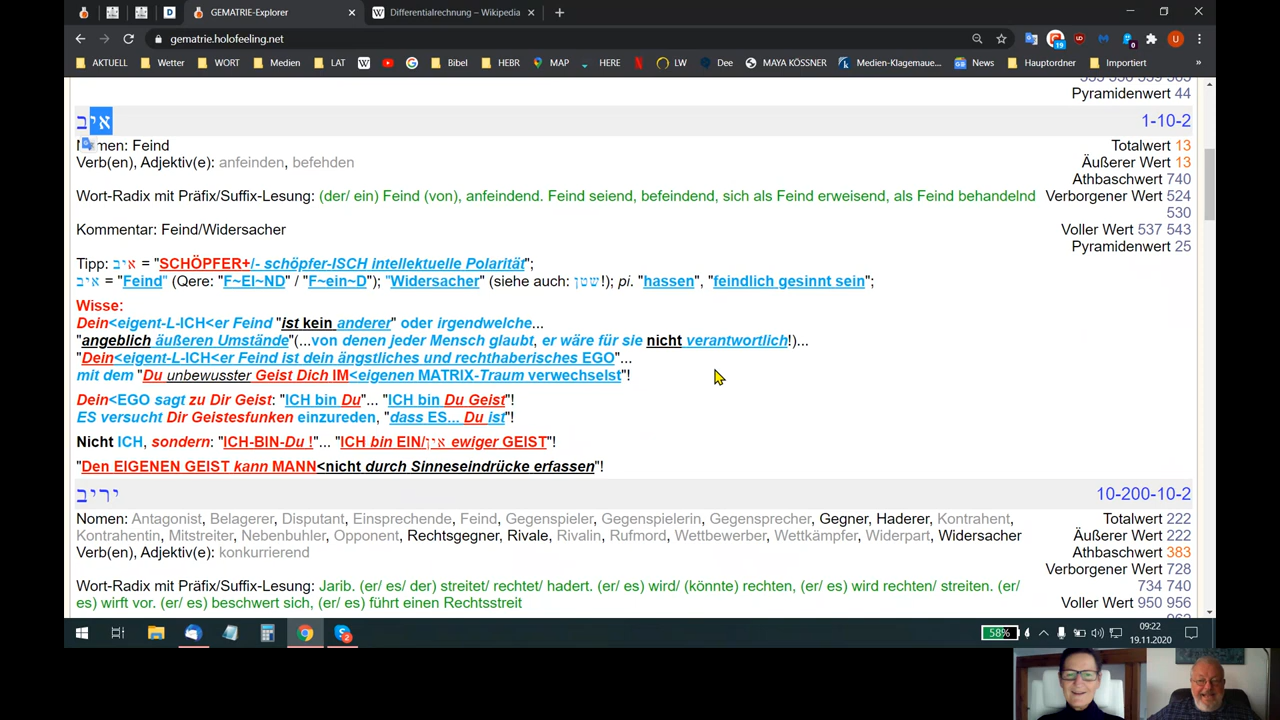 GEMATRIE-Explorer
Differentialrechnung – Wikipedia
gematrie.holofeeling.net
AKTUELL Wetter WORT Medien LAT Bibel HEBR MAP HERE LW Dee MAYA KÖSSNER Medien-Klagemaue... News Hauptordner Importiert
Pyramidenwert 44
איב 1-10-2
Nomen: Feind Totalwert 13
Verb(en), Adjektiv(e): anfeinden, befehden Äußerer Wert 13
Athbaschwert 740
Wort-Radix mit Präfix/Suffix-Lesung: (der/ ein) Feind (von), anfeindend. Feind seiend, befeindend, sich als Feind erweisend, als Feind behandelnd Verborgener Wert 524
530
Kommentar: Feind/Widersacher Voller Wert 537 543
Pyramidenwert 25
Tipp: איב = "SCHÖPFER+/- schöpfer-ISCH intellektuelle Polarität";
איב = "Feind" (Qere: "F~EI~ND" / "F~ein~D"); "Widersacher" (siehe auch: שטן!); pi. "hassen", "feindlich gesinnt sein";
Wisse:
Dein<eigent-L-ICH<er Feind "ist kein anderer" oder irgendwelche...
"angeblich äußeren Umstände"(...von denen jeder Mensch glaubt, er wäre für sie nicht verantwortlich!)...
"Dein<eigent-L-ICH<er Feind ist dein ängstliches und rechthaberisches EGO"...
mit dem "Du unbewusster Geist Dich IM<eigenen MATRIX-Traum verwechselst"!
Dein<EGO sagt zu Dir Geist: "ICH bin Du"... "ICH bin Du Geist"!
ES versucht Dir Geistesfunken einzureden, "dass ES... Du ist"!
Nicht ICH, sondern: "ICH-BIN-Du !"... "ICH bin EIN/אין ewiger GEIST"!
"Den EIGENEN GEIST kann MANN<nicht durch Sinneseindrücke erfassen"!
יריב 10-200-10-2
Nomen: Antagonist, Belagerer, Disputant, Einsprechende, Feind, Gegenspieler, Gegenspielerin, Gegensprecher, Gegner, Haderer, Kontrahent, Totalwert 222
Kontrahentin, Mitstreiter, Nebenbuhler, Opponent, Rechtsgegner, Rivale, Rivalin, Rufmord, Wettbewerber, Wettkämpfer, Widerpart, Widersacher Äußerer Wert 222
Verb(en), Adjektiv(e): konkurrierend Athbaschwert 383
Verborgener Wert 728
Wort-Radix mit Präfix/Suffix-Lesung: Jarib. (er/ es/ der) streitet/ rechtet/ hadert. (er/ es) wird/ (könnte) rechten, (er/ es) wird rechten/ streiten. (er/ 734 740
es) wirft vor. (er/ es) beschwert sich, (er/ es) führt einen Rechtsstreit Voller Wert 950 956
58% 09:22
19.11.2020